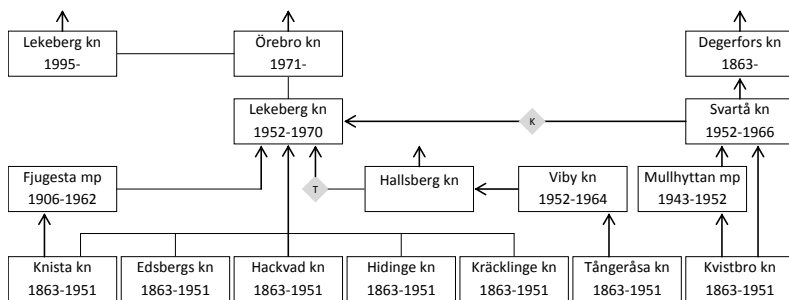 Lekeberg kn
1995-
Örebro kn
1971-
Degerfors kn
1863-
Lekeberg kn
1952-1970
K
Svartå kn
1952-1966
Fjugesta mp
1906-1962
T
Hallsberg kn
Viby kn
1952-1964
Mullhyttan mp
1943-1952
Knista kn
1863-1951
Edsbergs kn
1863-1951
Hackvad kn
1863-1951
Hidinge kn
1863-1951
Kräcklinge kn
1863-1951
Tångeråsa kn
1863-1951
Kvistbro kn
1863-1951